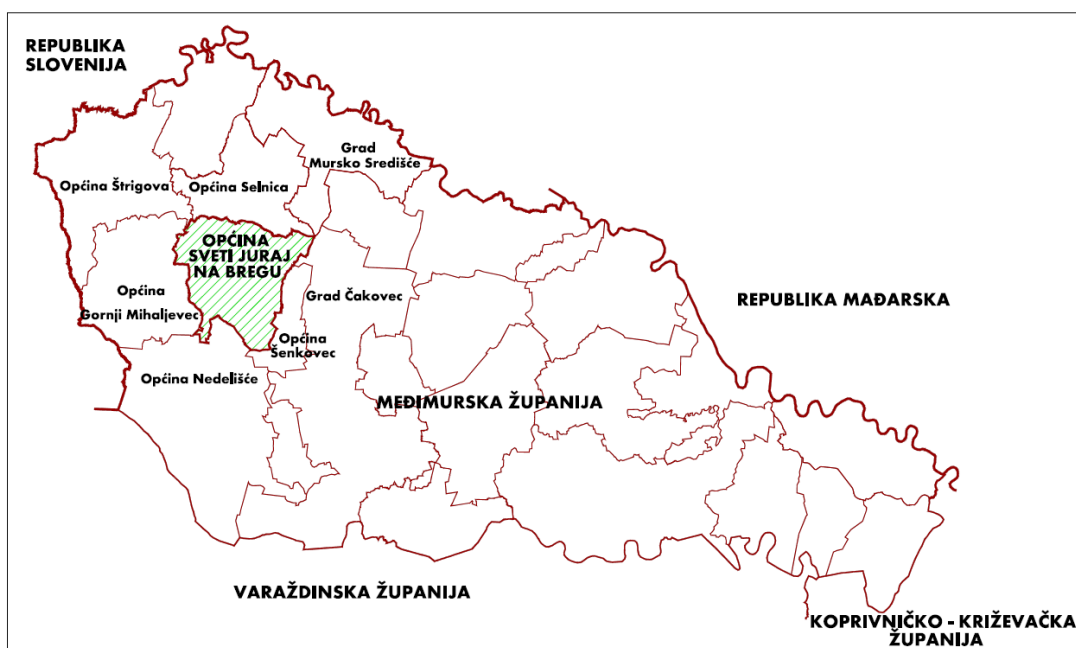 REPUBLIKA
SLOVENIJA
Grad
Mursko Središće
Općina Štrigova
Općina Selnica
OPĆINA
SVETI JURAJ
NA BREGU
Općina
Gornji Mihaljevec
Grad Čakovec
REPUBLIKA MAĐARSKA
Općina
Šenkovec
Općina Nedelišće
MEĐIMURSKA ŽUPANIJA
VARAŽDINSKA ŽUPANIJA
KOPRIVNIČKO - KRIŽEVAČKA
ŽUPANIJA